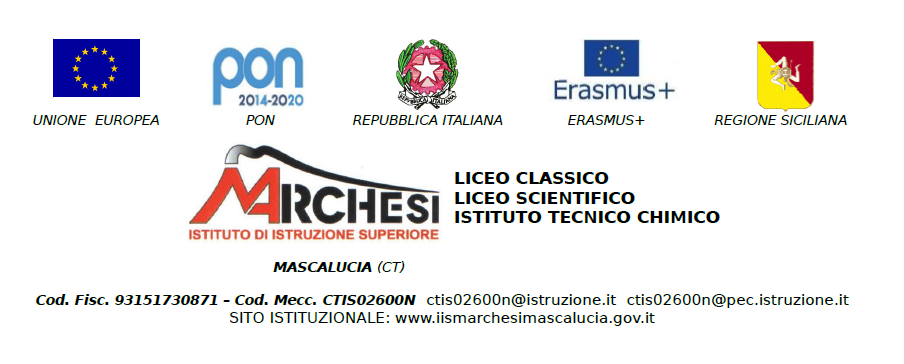 pon
2014-2020
Erasmus+
UNIONE EUROPEA
PON
REPUBBLICA ITALIANA
ERASMUS+
REGIONE SICILIANA
MARCHESI
ISTITUTO DI ISTRUZIONE SUPERIORE
LICEO CLASSICO
LICEO SCIENTIFICO
ISTITUTO TECNICO CHIMICO
MASCALUCIA (CT)
Cod. Fisc. 93151730871 – Cod. Mecc. CTIS02600N ctis02600n@istruzione.it ctis02600n@pec.istruzione.it
SITO ISTITUZIONALE: www.iismarchesimascalucia.gov.it